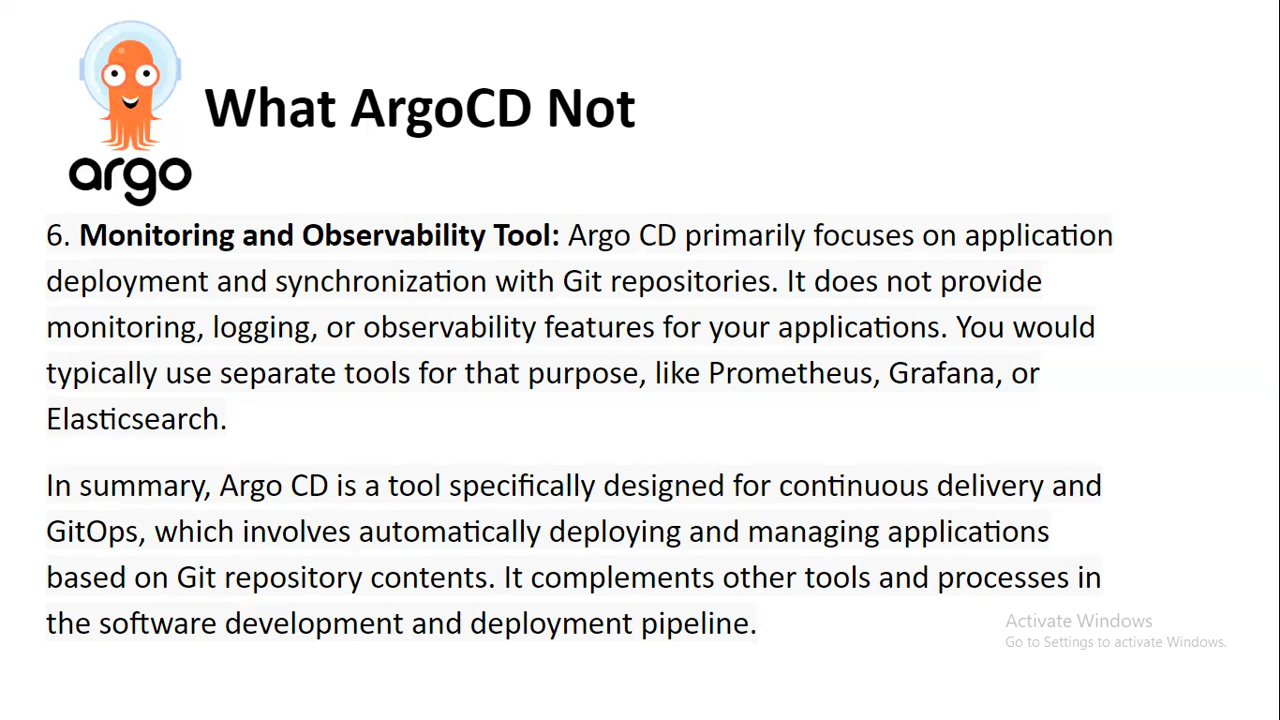 argo
What ArgoCD Not
6. Monitoring and Observability Tool: Argo CD primarily focuses on application
deployment and synchronization with Git repositories. It does not provide
monitoring, logging, or observability features for your applications. You would
typically use separate tools for that purpose, like Prometheus, Grafana, or
Elasticsearch.
In summary, Argo CD is a tool specifically designed for continuous delivery and
GitOps, which involves automatically deploying and managing applications
based on Git repository contents. It complements other tools and processes in
the software development and deployment pipeline.
Activate Windows
Go to Settings to activate Windows.